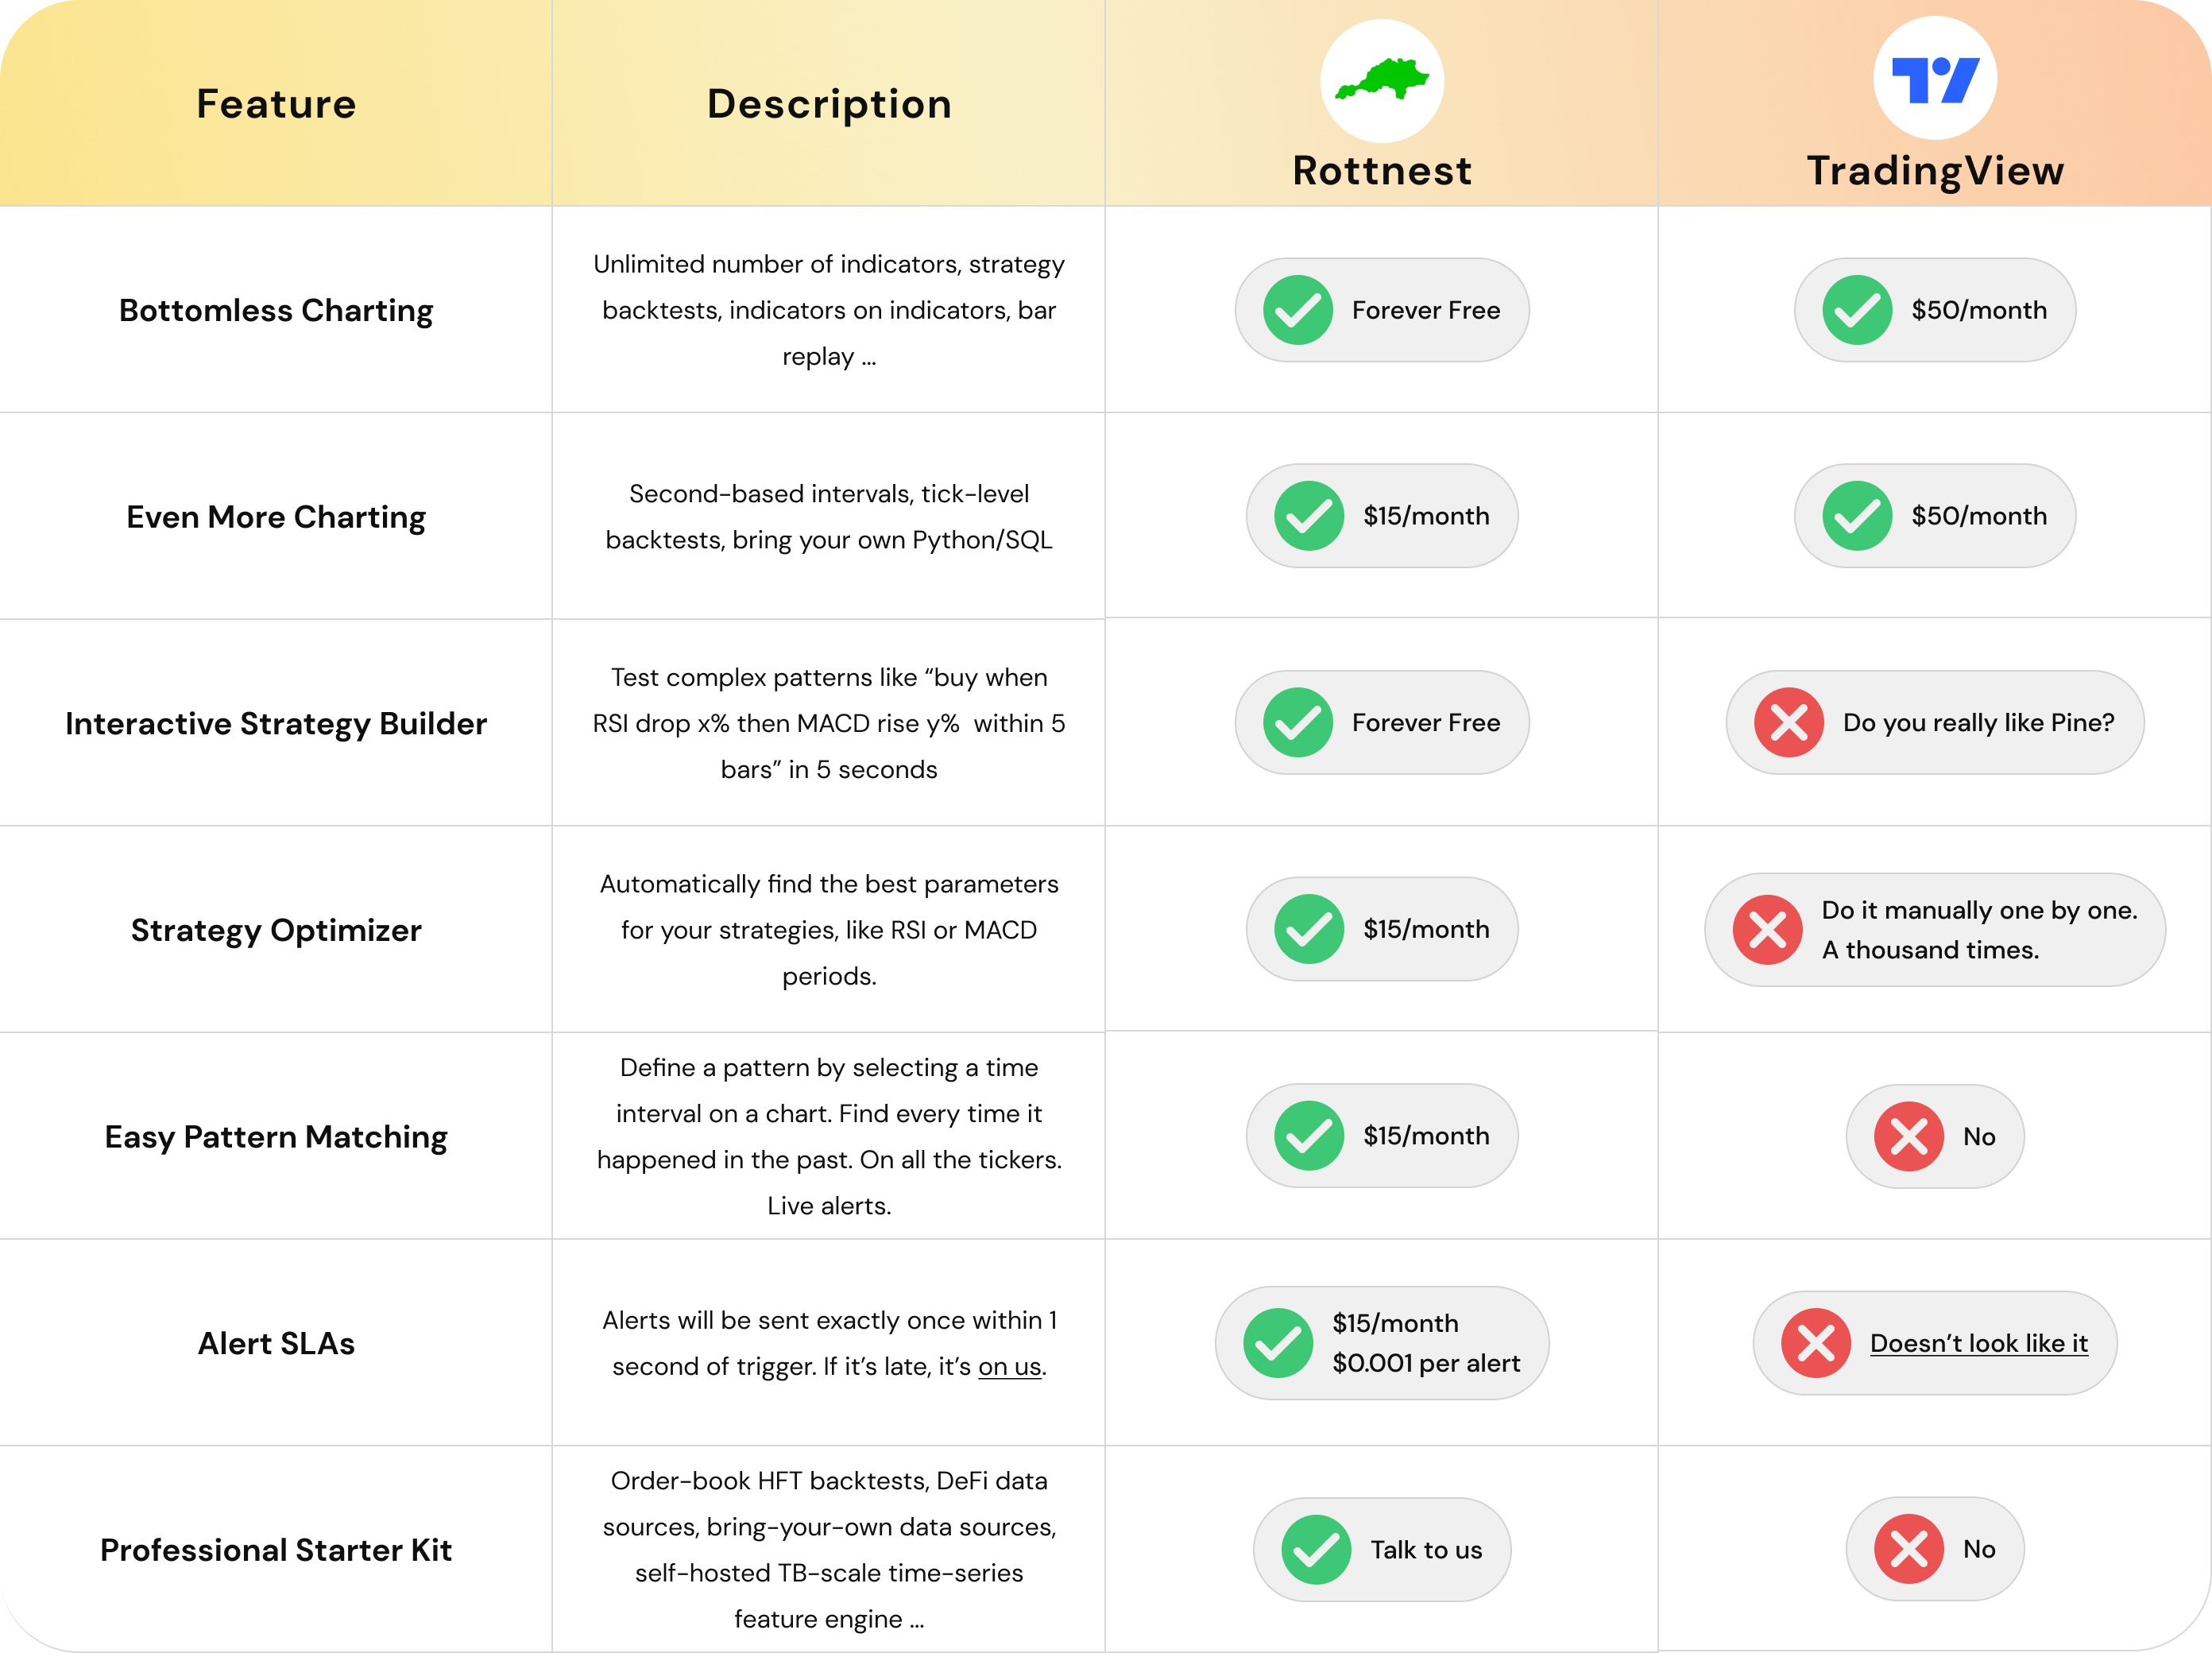 Feature
Description
Rottnest
TradingView
Bottomless Charting
Unlimited number of indicators, strategy
backtests, indicators on indicators, bar
replay ...
Forever Free
$50/month
Even More Charting
Second-based intervals, tick-level
backtests, bring your own Python/SQL
$15/month
$50/month
Interactive Strategy Builder
Test complex patterns like “buy when
RSI drop x% then MACD rise y%  within 5
bars” in 5 seconds
Forever Free
Do you really like Pine?
Strategy Optimizer
Automatically find the best parameters
for your strategies, like RSI or MACD
periods.
$15/month
Do it manually one by one.
A thousand times.
Easy Pattern Matching
Define a pattern by selecting a time
interval on a chart. Find every time it
happened in the past. On all the tickers.
Live alerts.
$15/month
No
Alert SLAs
Alerts will be sent exactly once within 1
second of trigger. If it’s late, it’s on us.
$15/month
$0.001 per alert
Doesn’t look like it
Professional Starter Kit
Order-book HFT backtests, DeFi data
sources, bring-your-own data sources,
self-hosted TB-scale time-series
feature engine ...
Talk to us
No